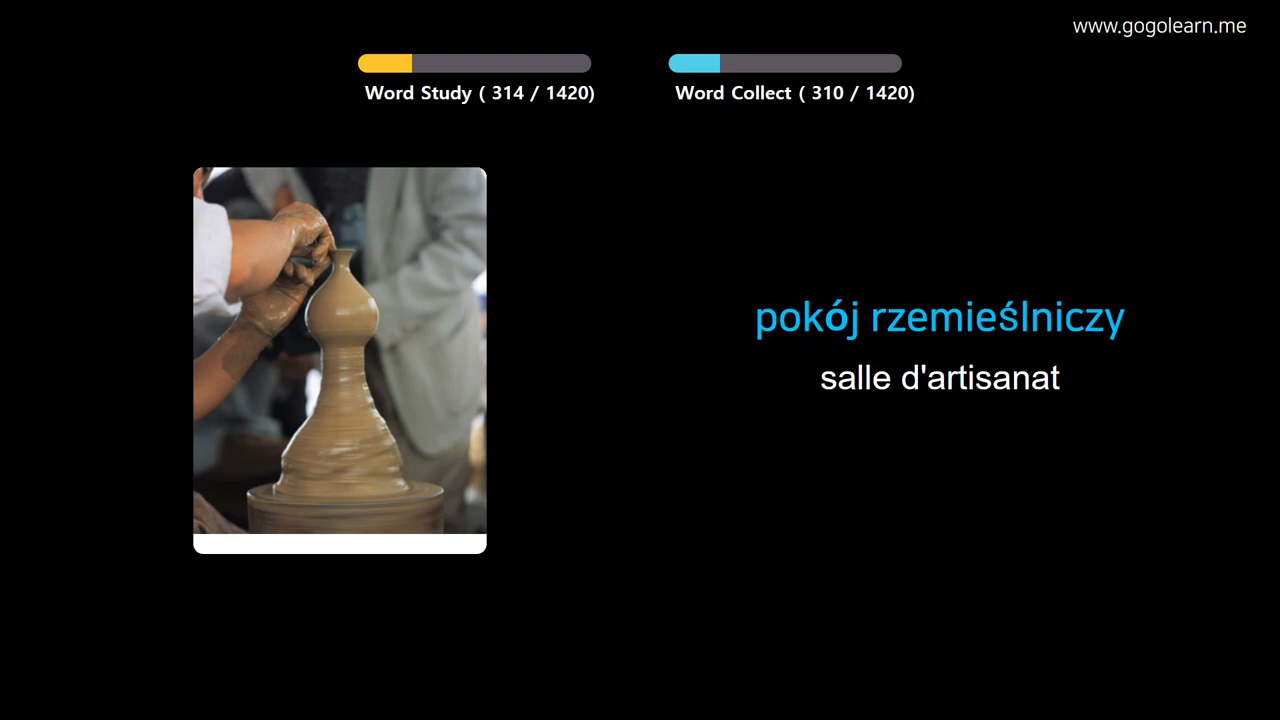 www.gogolearn.me
Word Study ( 314 / 1420)
Word Collect ( 310 / 1420)
pokój rzemieślniczy
salle d'artisanat